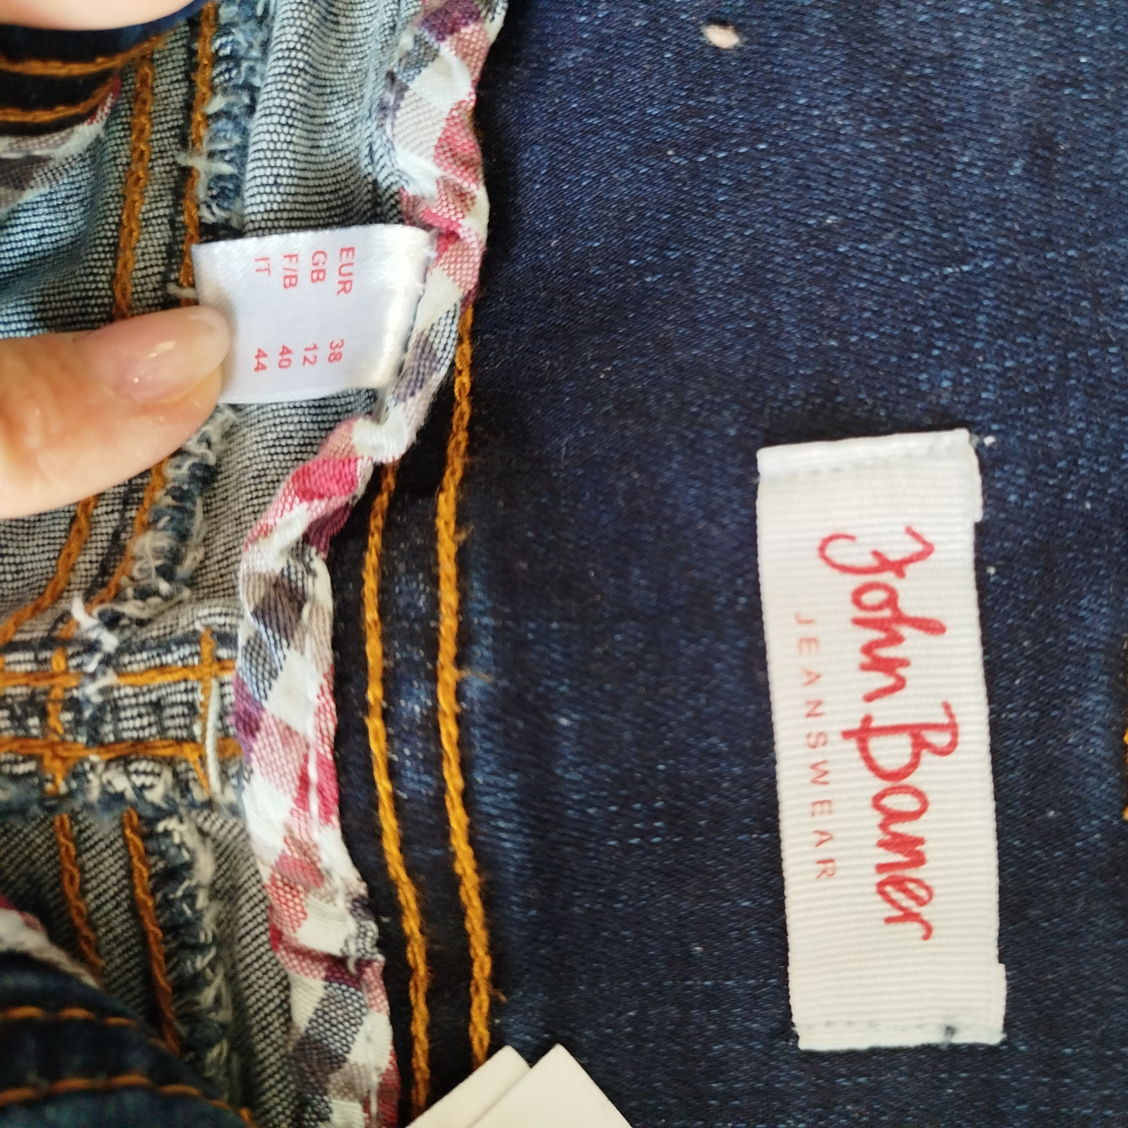 EUR 38
GB 12
F/B 40
IT 44
John Baner
JEANSWEAR